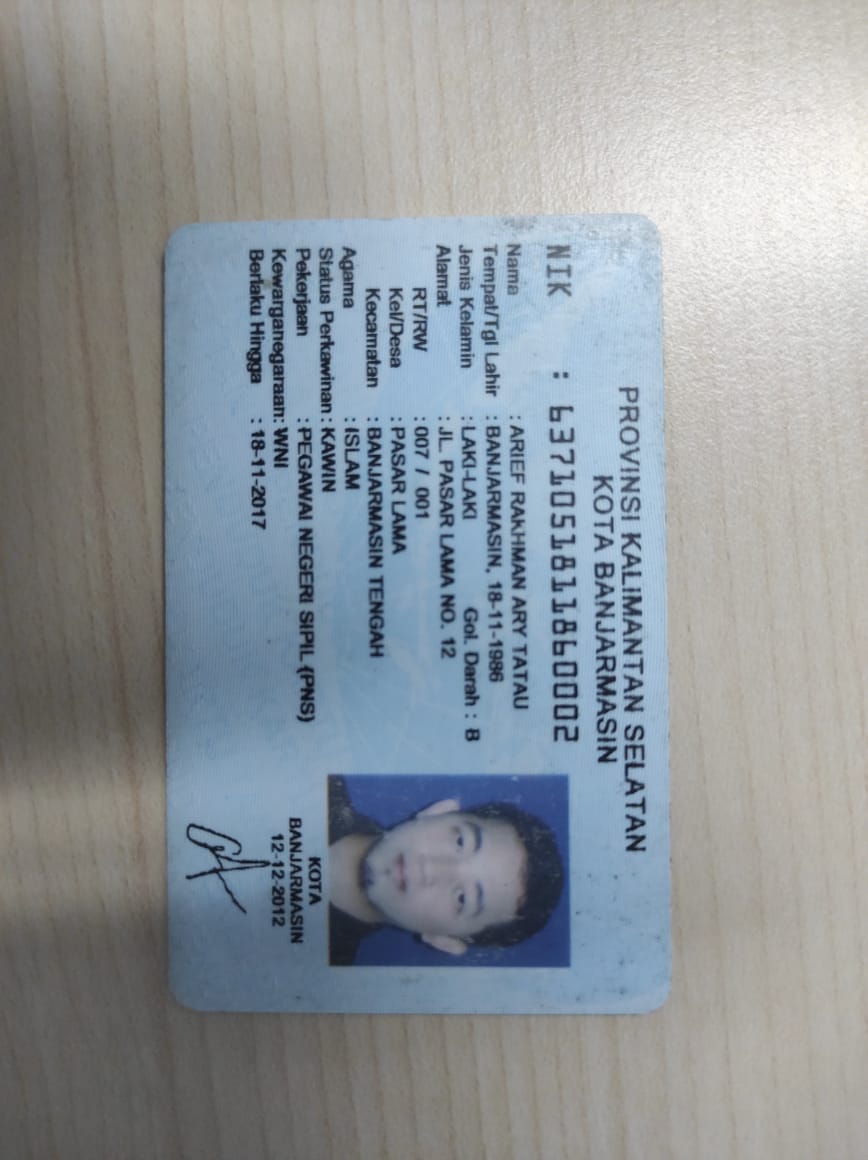 PROVINSI KALIMANTAN SELATAN
KOTA BANJARMASIN
NIK : 6371051811860002
Nama : ARIEF RAKHMAN ARY TATAU
Tempat/Tgl Lahir : BANJARMASIN, 18-11-1986
Jenis Kelamin : LAKI-LAKI Gol. Darah : B
Alamat : JL. PASAR LAMA NO. 12
RT/RW : 007 / 001
Kel/Desa : PASAR LAMA
Kecamatan : BANJARMASIN TENGAH
Agama : ISLAM
Status Perkawinan : KAWIN
Pekerjaan : PEGAWAI NEGERI SIPIL (PNS)
Kewarganegaraan: WNI
Berlaku Hingga : 18-11-2017
KOTA
BANJARMASIN
12-12-2012